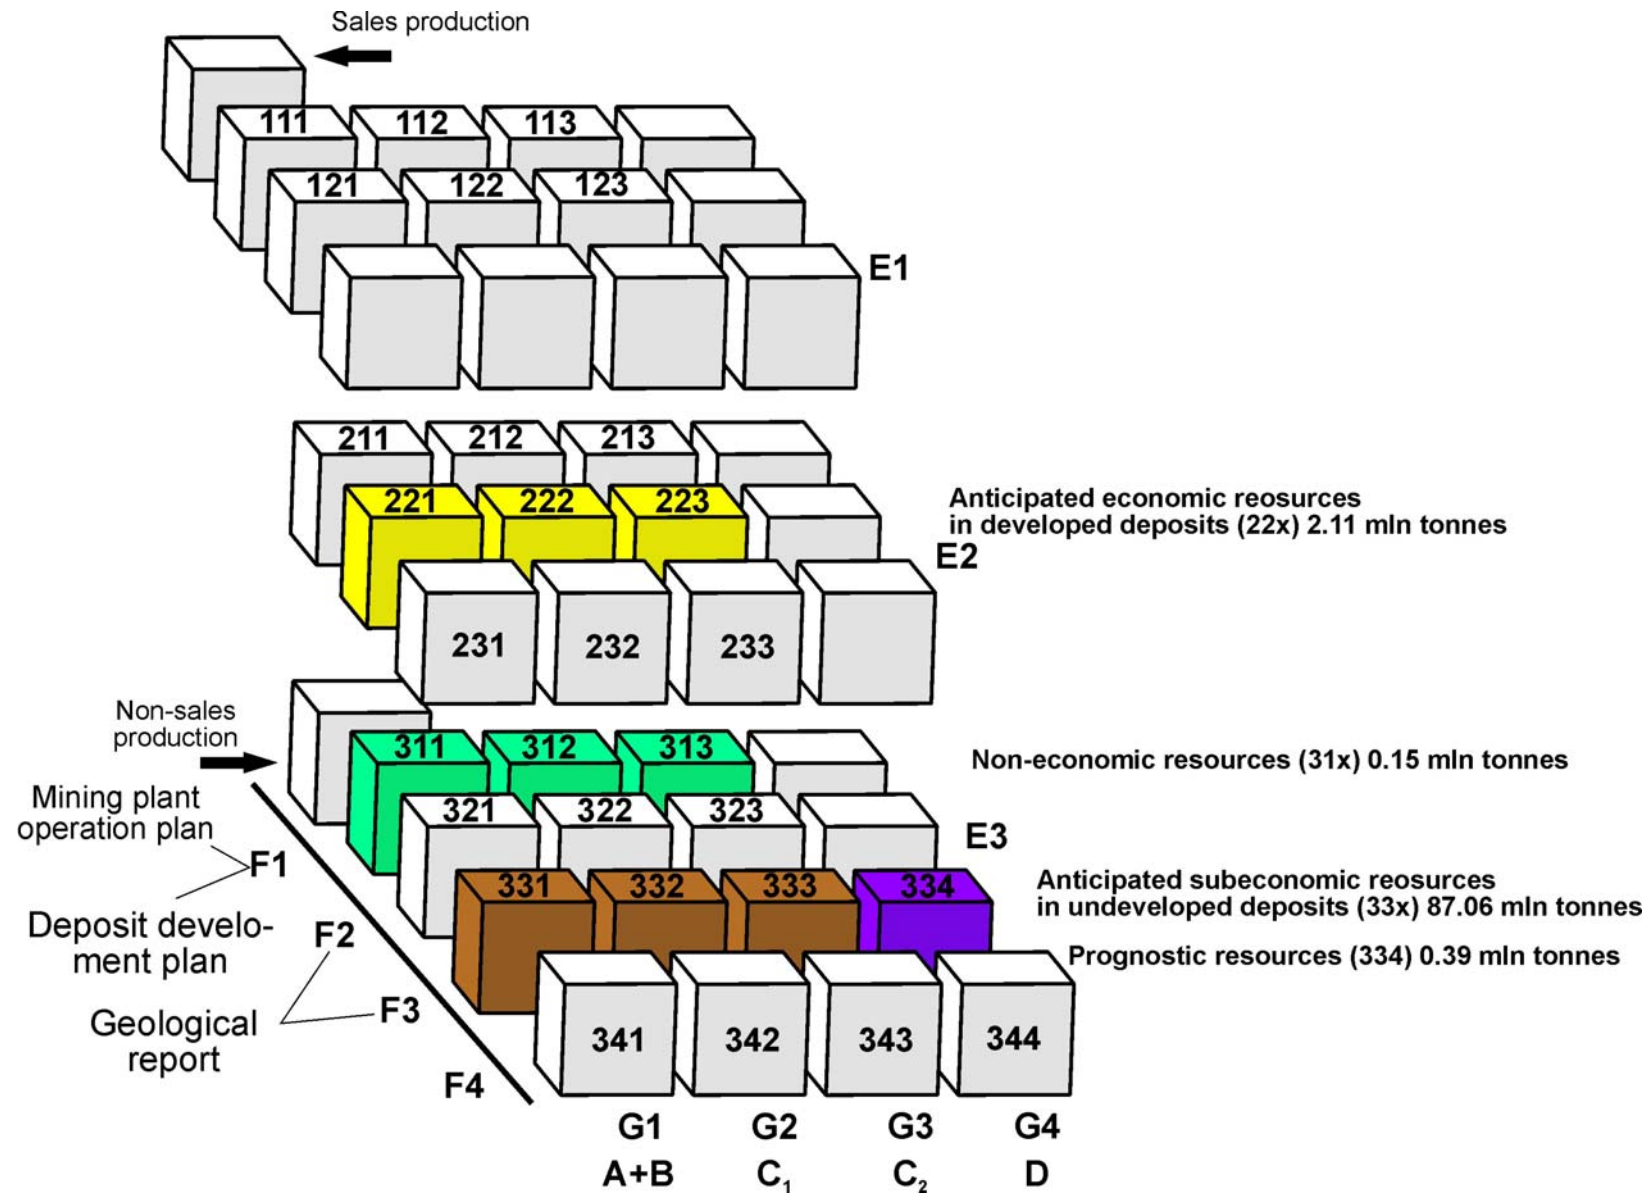 Sales production
111 112 113
121 122 123
E1
211 212 213
221 222 223
Anticipated economic reosurces
in developed deposits (22x) 2.11 mln tonnes
E2
231 232 233
Non-sales
production
311 312 313
Non-economic resources (31x) 0.15 mln tonnes
Mining plant
operation plan
321 322 323
E3
F1
331 332 333 334
Anticipated subeconomic reosurces
in undeveloped deposits (33x) 87.06 mln tonnes
Deposit develo-
ment plan
F2
Prognostic resources (334) 0.39 mln tonnes
Geological
report
F3
341 342 343 344
F4
G1 G2 G3 G4
A+B C₁ C₂ D